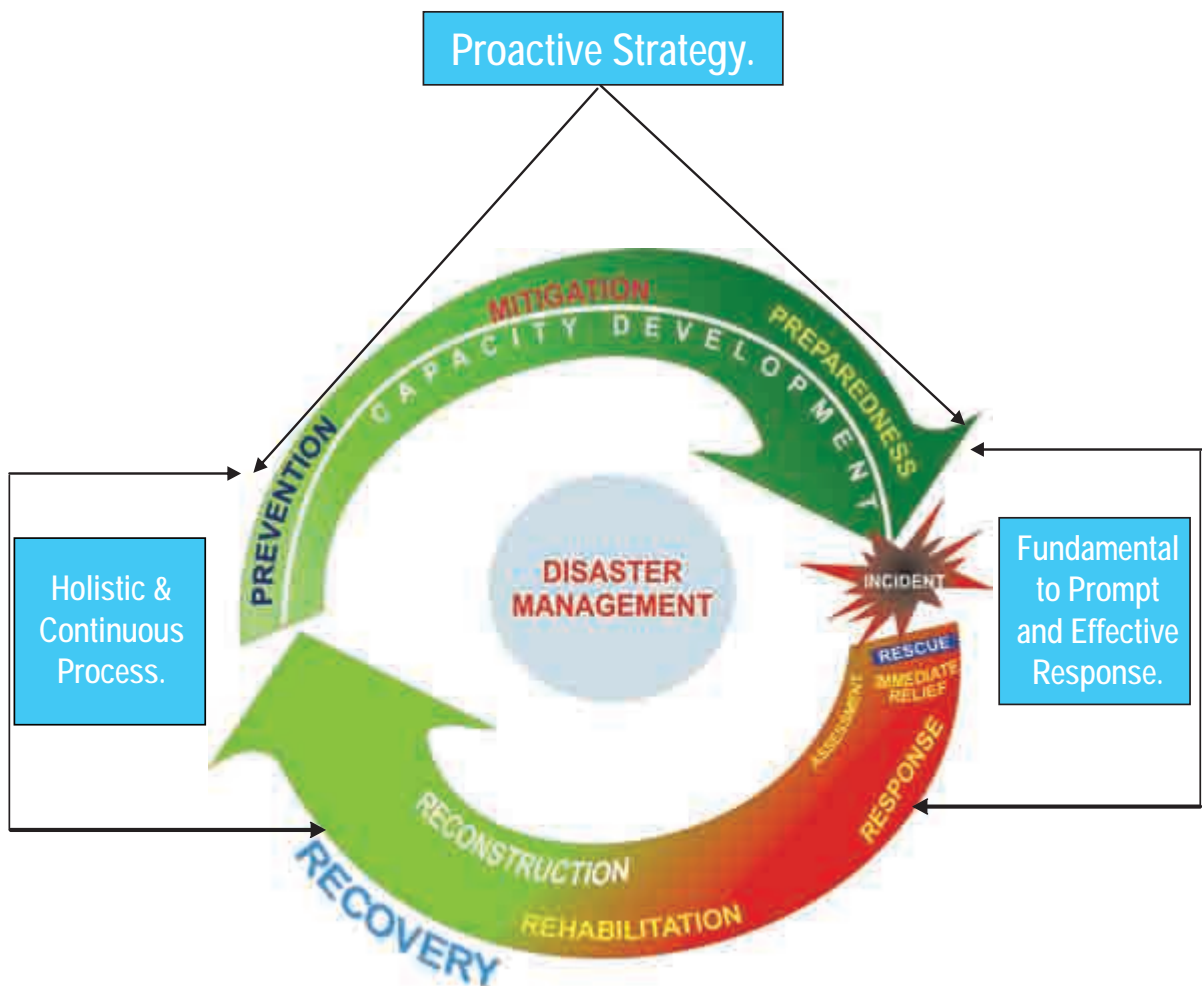 Proactive Strategy.
MITIGATION
CAPACITY DEVELOPMENT
PREPAREDNESS
PREVENTION
Holistic &
Continuous
Process.
DISASTER
MANAGEMENT
INCIDENT
Fundamental
to Prompt
and Effective
Response.
RESCUE
IMMEDIATE
RELIEF
ASSESSMENT
RESPONSE
RECONSTRUCTION
REHABILITATION
RECOVERY